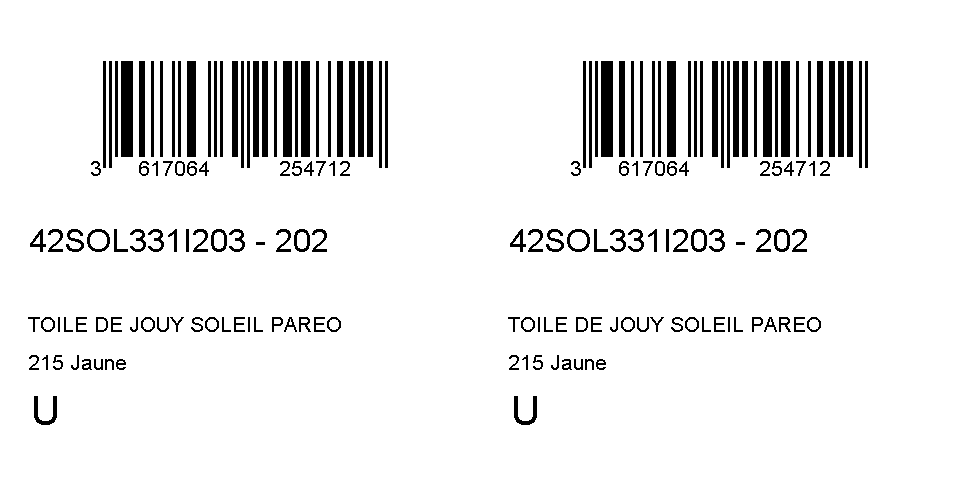 3 617064 254712
42SOL331I203 - 202
TOILE DE JOUY SOLEIL PAREO
215 Jaune
U
3 617064 254712
42SOL331I203 - 202
TOILE DE JOUY SOLEIL PAREO
215 Jaune
U